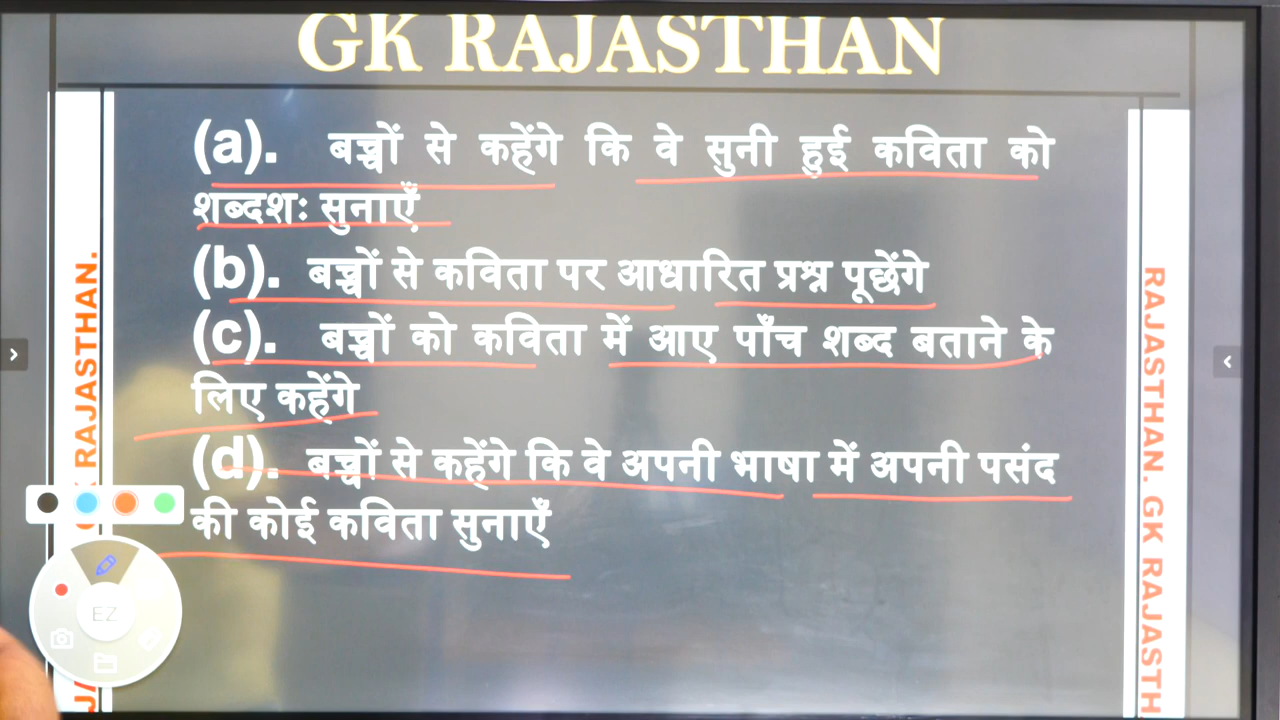 GK RAJASTHAN
(a). बच्चों से कहेंगे कि वे सुनी हुई कविता को
शब्दशः सुनाएँ
(b). बच्चों से कविता पर आधारित प्रश्न पूछेंगे
(c). बच्चों को कविता में आए पाँच शब्द बताने के
लिए कहेंगे
(d). बच्चों से कहेंगे कि वे अपनी भाषा में अपनी पसंद
की कोई कविता सुनाएँ
RAJASTHAN.
RAJASTHAN. GK RAJASTH
EZ